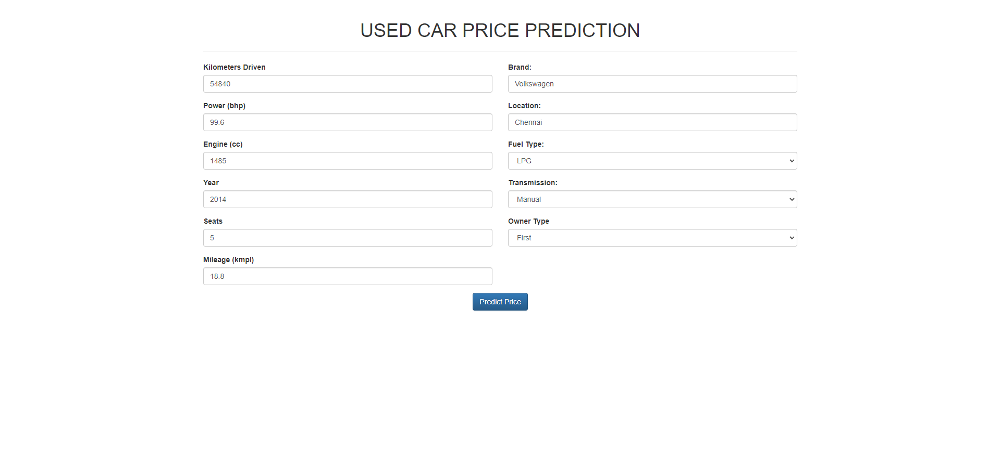 USED CAR PRICE PREDICTION
Kilometers Driven
54840
Brand:
Volkswagen
Power (bhp)
99.6
Location:
Chennai
Engine (cc)
1485
Fuel Type:
LPG
Year
2014
Transmission:
Manual
Seats
5
Owner Type
First
Mileage (kmpl)
18.8
Predict Price